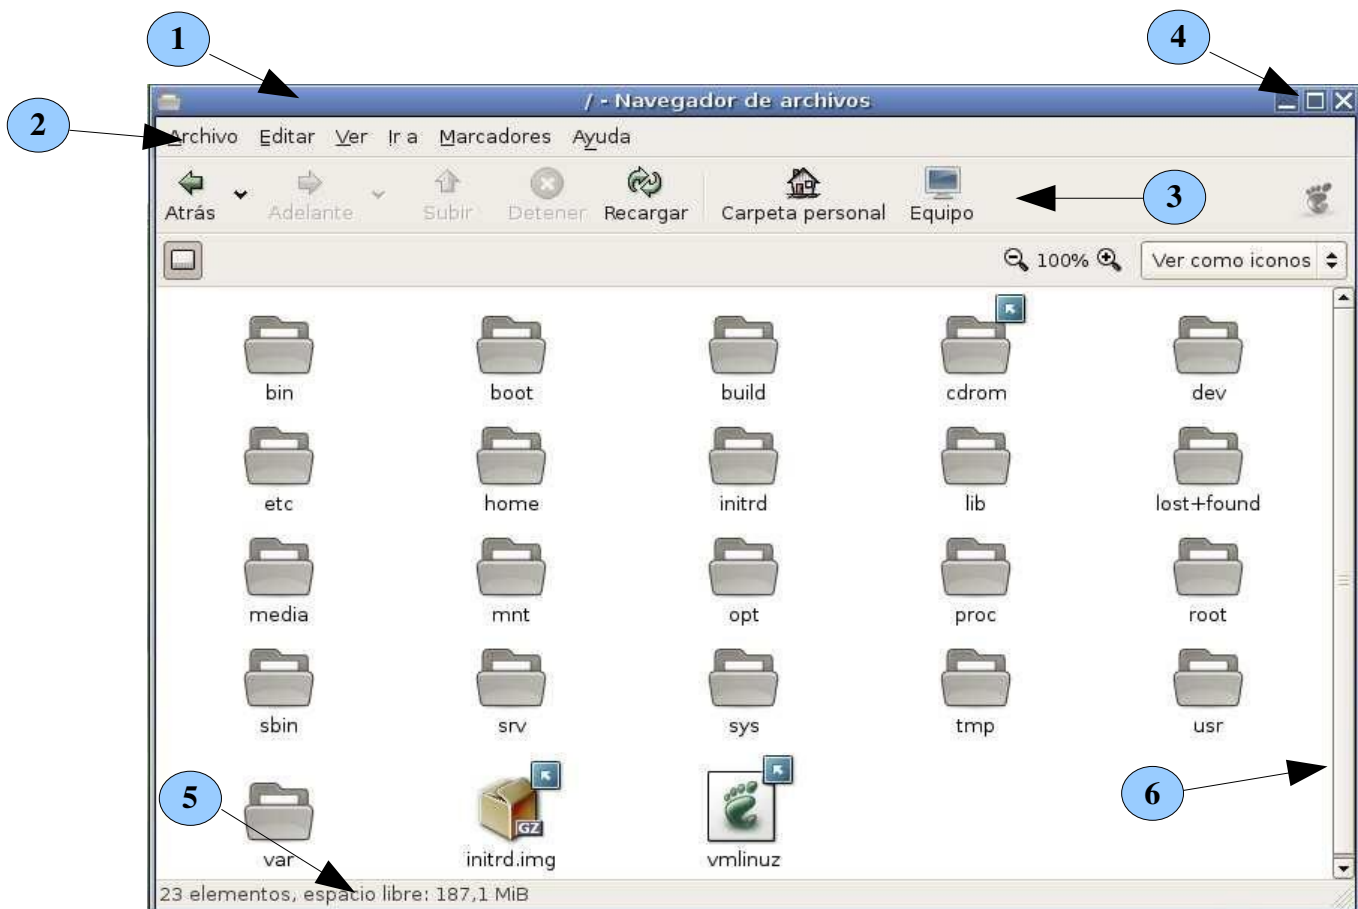 1
4
/ - Navegador de archivos
2
Archivo Editar Ver Ir a Marcadores Ayuda
Atrás Adelante Subir Detener Recargar Carpeta personal Equipo
3
100% Ver como iconos
bin boot build cdrom dev
etc home initrd lib lost+found
media mnt opt proc root
sbin srv sys tmp usr
5
6
GZ
var initrd.img vmlinuz
23 elementos, espacio libre: 187,1 MiB